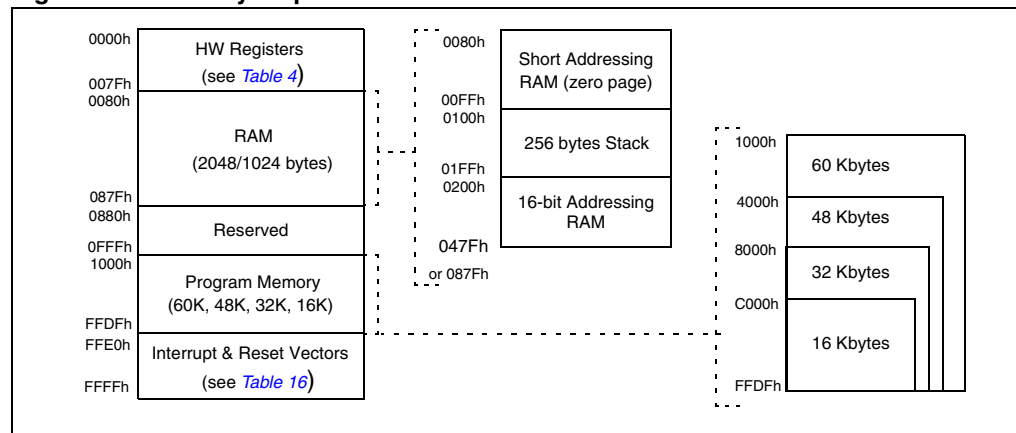 0000h
HW Registers
(see Table 4)
007Fh
0080h
RAM
(2048/1024 bytes)
087Fh
0880h
Reserved
0FFFh
1000h
Program Memory
(60K, 48K, 32K, 16K)
FFDFh
FFE0h
Interrupt & Reset Vectors
(see Table 16)
FFFFh
0080h
Short Addressing
RAM (zero page)
00FFh
0100h
256 bytes Stack
01FFh
0200h
16-bit Addressing
RAM
047Fh
or 087Fh
1000h
60 Kbytes
4000h
48 Kbytes
8000h
32 Kbytes
C000h
16 Kbytes
FFDFh